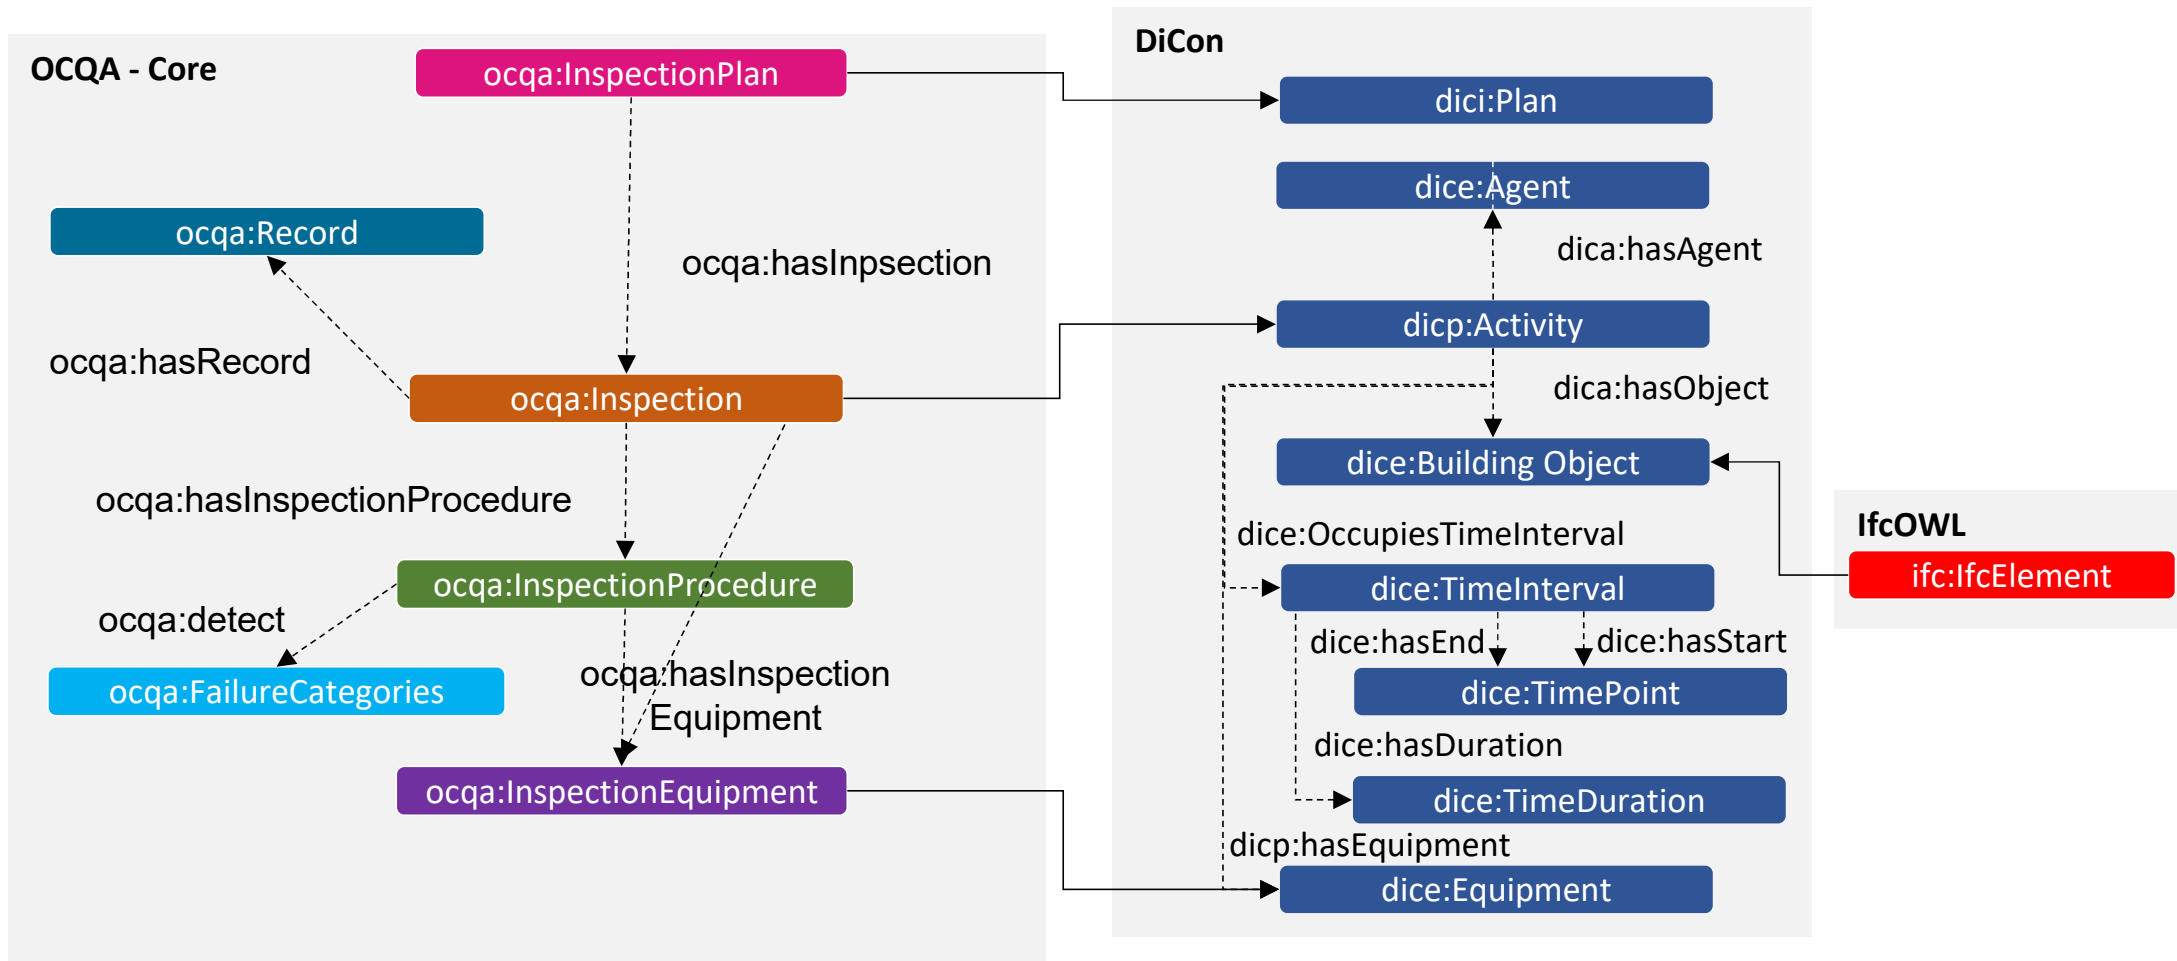 OCQA - Core
ocqa:InspectionPlan
ocqa:Record
ocqa:hasInpsection
ocqa:hasRecord
ocqa:Inspection
ocqa:hasInspectionProcedure
ocqa:InspectionProcedure
ocqa:detect
ocqa:hasInspection
Equipment
ocqa:FailureCategories
ocqa:InspectionEquipment
DiCon
dici:Plan
dice:Agent
dica:hasAgent
dicp:Activity
dica:hasObject
dice:Building Object
dice:OccupiesTimeInterval
dice:TimeInterval
dice:hasEnd
dice:hasStart
dice:TimePoint
dice:hasDuration
dice:TimeDuration
dicp:hasEquipment
dice:Equipment
IfcOWL
ifc:IfcElement